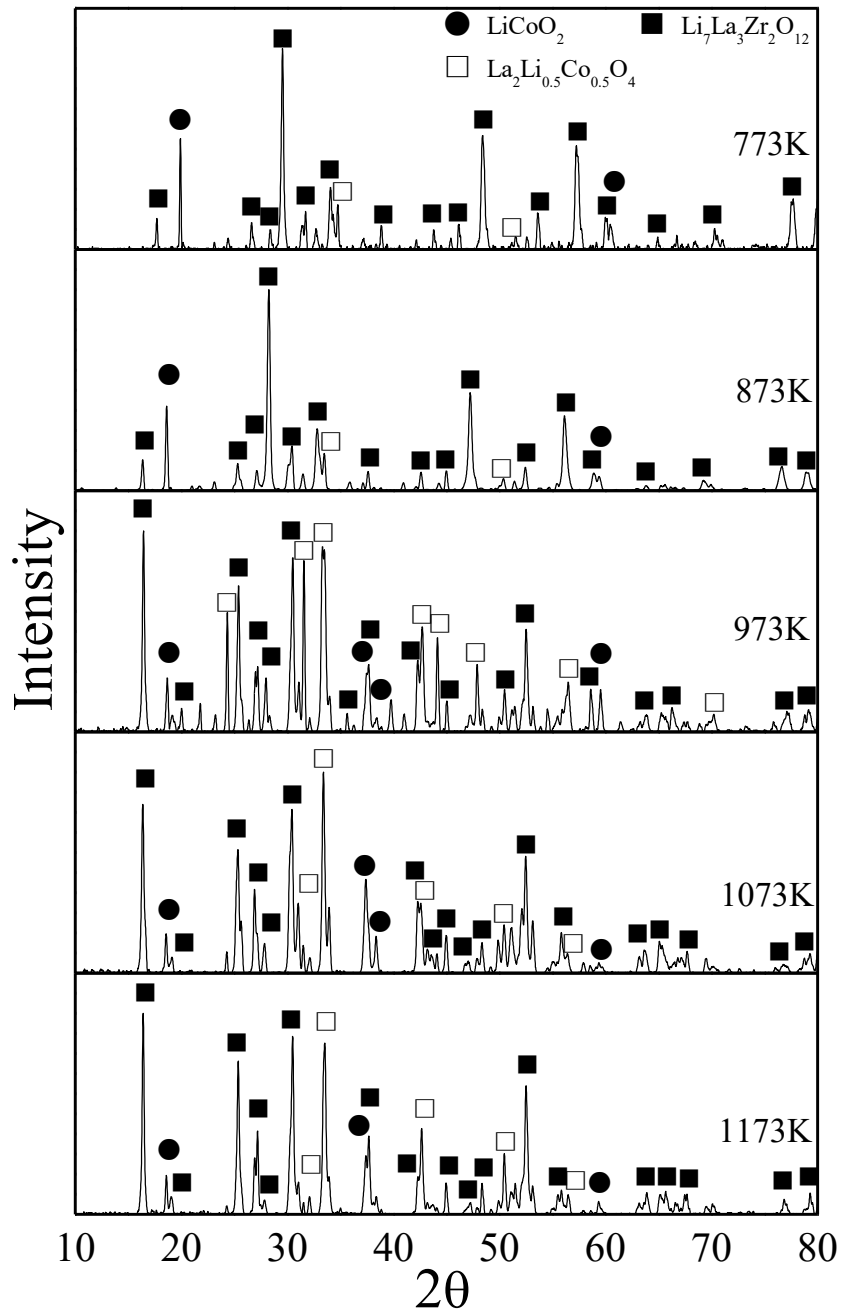 LiCoO₂ Li₇La₃Zr₂O₁₂
La₂Li₀.₅Co₀.₅O₄
773K
873K
973K
1073K
1173K
Intensity
10 20 30 40 50 60 70 80
2θ